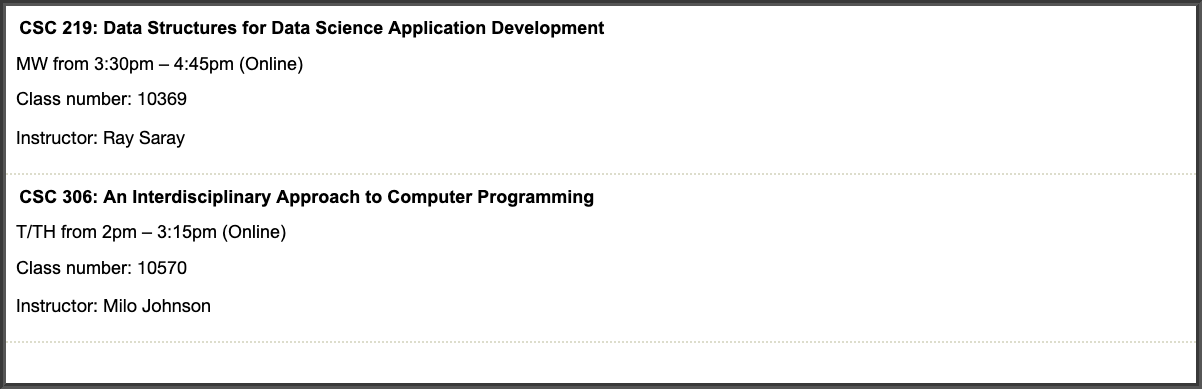 CSC 219: Data Structures for Data Science Application Development
MW from 3:30pm – 4:45pm (Online)
Class number: 10369
Instructor: Ray Saray
CSC 306: An Interdisciplinary Approach to Computer Programming
T/TH from 2pm – 3:15pm (Online)
Class number: 10570
Instructor: Milo Johnson